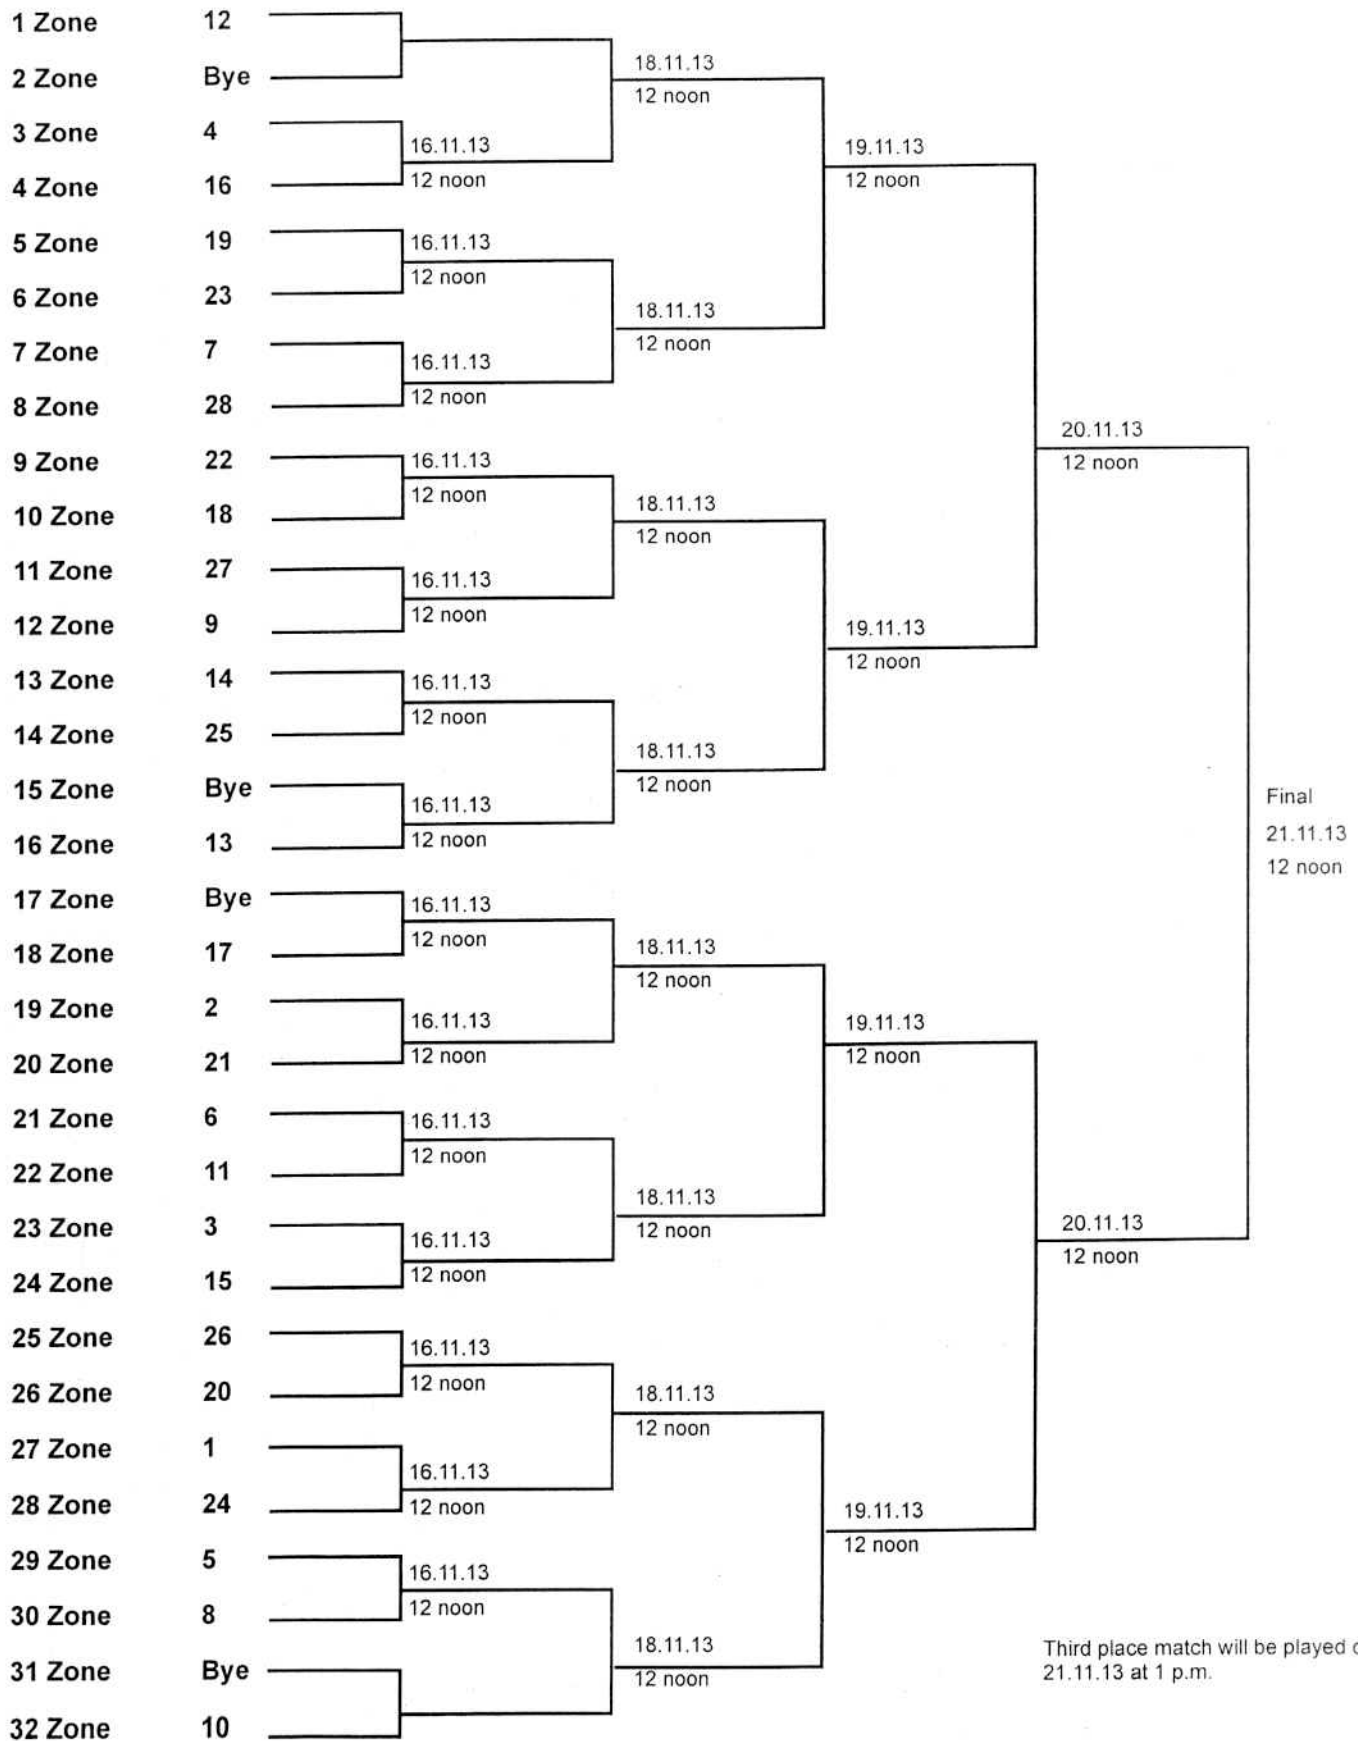 1 Zone 12
2 Zone Bye
3 Zone 4
4 Zone 16
5 Zone 19
6 Zone 23
7 Zone 7
8 Zone 28
9 Zone 22
10 Zone 18
11 Zone 27
12 Zone 9
13 Zone 14
14 Zone 25
15 Zone Bye
16 Zone 13
17 Zone Bye
18 Zone 17
19 Zone 2
20 Zone 21
21 Zone 6
22 Zone 11
23 Zone 3
24 Zone 15
25 Zone 26
26 Zone 20
27 Zone 1
28 Zone 24
29 Zone 5
30 Zone 8
31 Zone Bye
32 Zone 10
16.11.13
12 noon
16.11.13
12 noon
16.11.13
12 noon
16.11.13
12 noon
16.11.13
12 noon
16.11.13
12 noon
16.11.13
12 noon
16.11.13
12 noon
16.11.13
12 noon
16.11.13
12 noon
16.11.13
12 noon
16.11.13
12 noon
16.11.13
12 noon
16.11.13
12 noon
18.11.13
12 noon
18.11.13
12 noon
18.11.13
12 noon
18.11.13
12 noon
18.11.13
12 noon
18.11.13
12 noon
18.11.13
12 noon
18.11.13
12 noon
19.11.13
12 noon
19.11.13
12 noon
19.11.13
12 noon
19.11.13
12 noon
20.11.13
12 noon
20.11.13
12 noon
Final
21.11.13
12 noon
Third place match will be played
21.11.13 at 1 p.m.